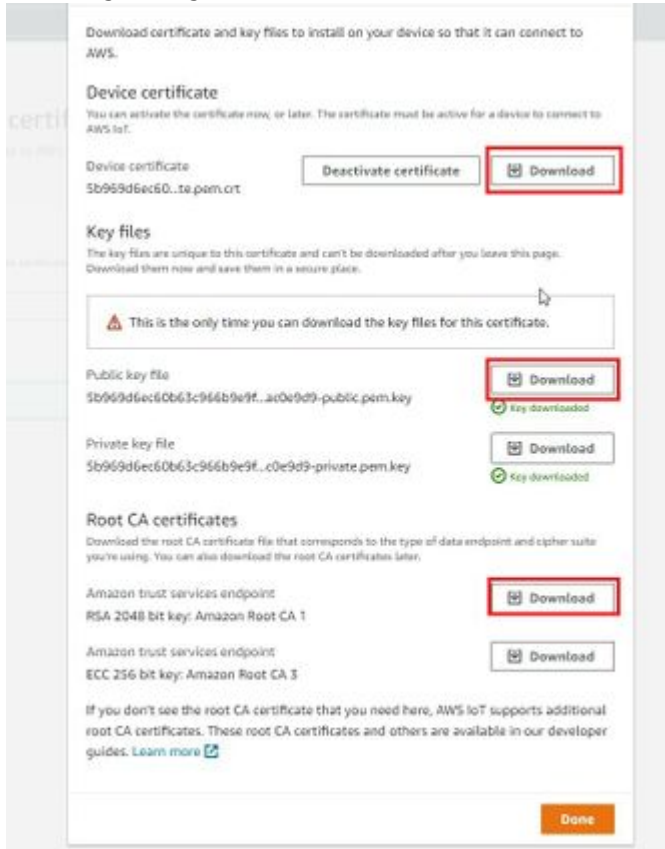 Download certificate and key files to install on your device so that it can connect to
AWS.
Device certificate
You can activate the certificate now, or later. The certificate must be active for a device to connect to
AWS IoT.
Device certificate
5b969d6ec60...te.pem.crt
Deactivate certificate
Download
Key files
The key files are unique to this certificate and can't be downloaded after you leave this page.
Download them now and save them in a secure place.
This is the only time you can download the key files for this certificate.
Public key file
5b969d6ec60b63c966b9e9f...ac0e9d9-public.pem.key
Download
Key downloaded
Private key file
5b969d6ec60b63c966b9e9f...c0e9d9-private.pem.key
Download
Key downloaded
Root CA certificates
Download the root CA certificate file that corresponds to the type of data endpoint and cipher suite
you're using. You can also download the root CA certificates later.
Amazon trust services endpoint
RSA 2048 bit key: Amazon Root CA 1
Download
Amazon trust services endpoint
ECC 256 bit key: Amazon Root CA 3
Download
If you don't see the root CA certificate that you need here, AWS IoT supports additional
root CA certificates. These root CA certificates and others are available in our developer
guides. Learn more
Done